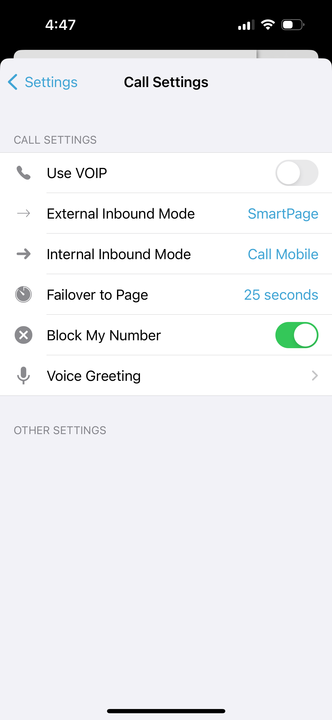 4:47
Settings
Call Settings
CALL SETTINGS
Use VOIP
External Inbound Mode SmartPage
Internal Inbound Mode Call Mobile
Failover to Page 25 seconds
Block My Number
Voice Greeting
OTHER SETTINGS